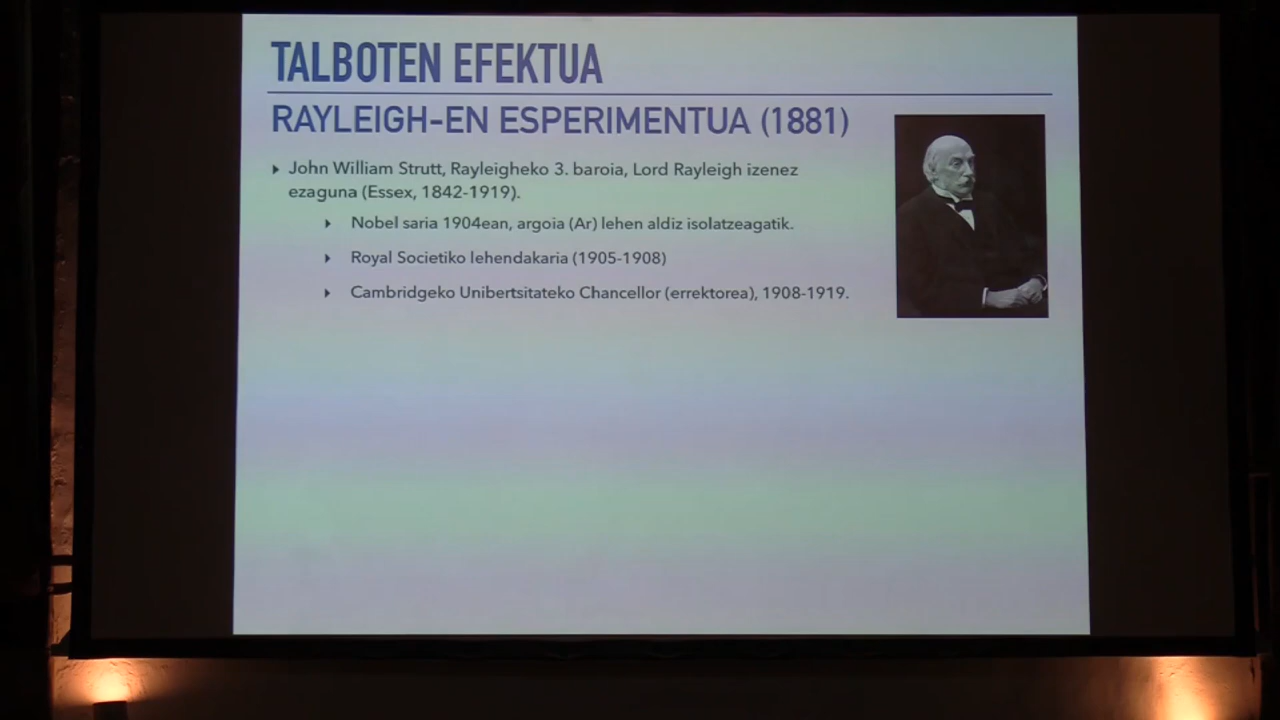 TALBOTEN EFEKTUA
RAYLEIGH-EN ESPERIMENTUA (1881)
John William Strutt, Rayleigheko 3. baroia, Lord Rayleigh izenez
ezaguna (Essex, 1842-1919).
Nobel saria 1904ean, argoia (Ar) lehen aldiz isolatzeagatik.
Royal Societiko lehendakaria (1905-1908)
Cambridgeko Unibertsitateko Chancellor (errektorea), 1908-1919.